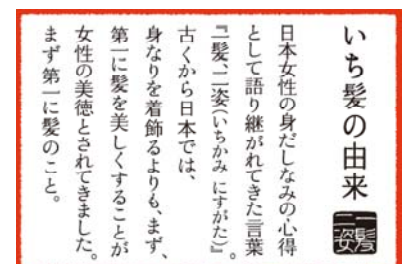 いち髪の由来
一髪二姿
日本女性の身だしなみの心得
として語り継がれてきた言葉
『一髪、二姿(いちかみ にすがた)』。
古くから日本では、
身なりを着飾るよりも、まず、
第一に髪を美しくすることが
女性の美徳とされてきました。
まず第一に髪のこと。